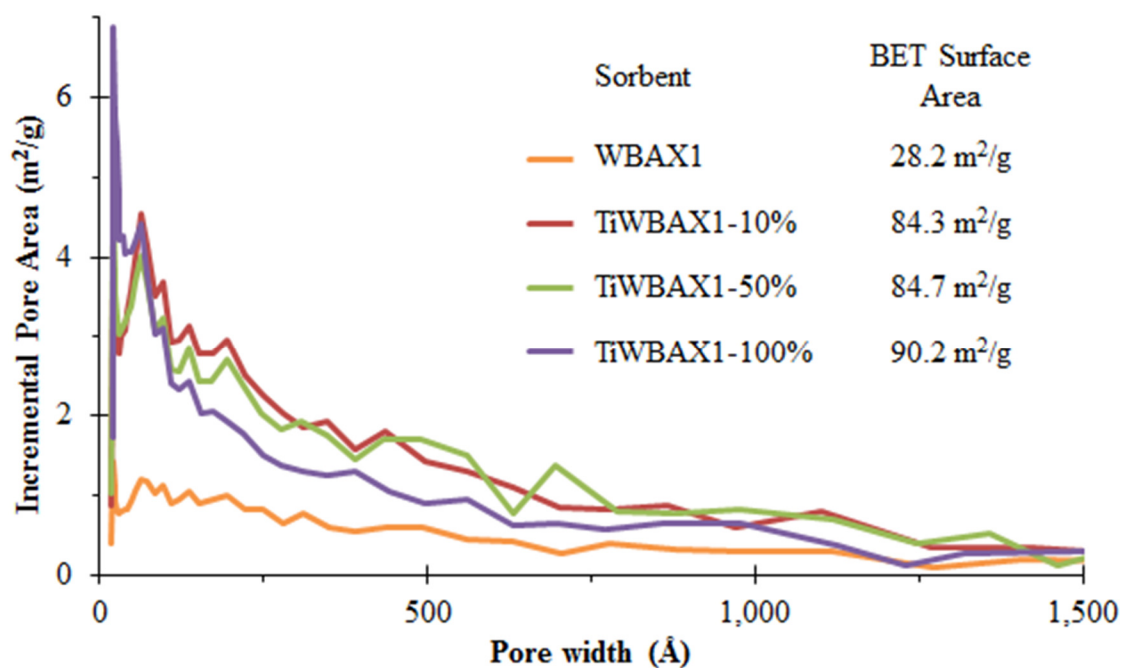 Incremental Pore Area (m²/g)
6
4
2
0
Sorbent
BET Surface
Area
WBAX1 28.2 m²/g
TiWBAX1-10% 84.3 m²/g
TiWBAX1-50% 84.7 m²/g
TiWBAX1-100% 90.2 m²/g
0 500 1,000 1,500
Pore width (Å)